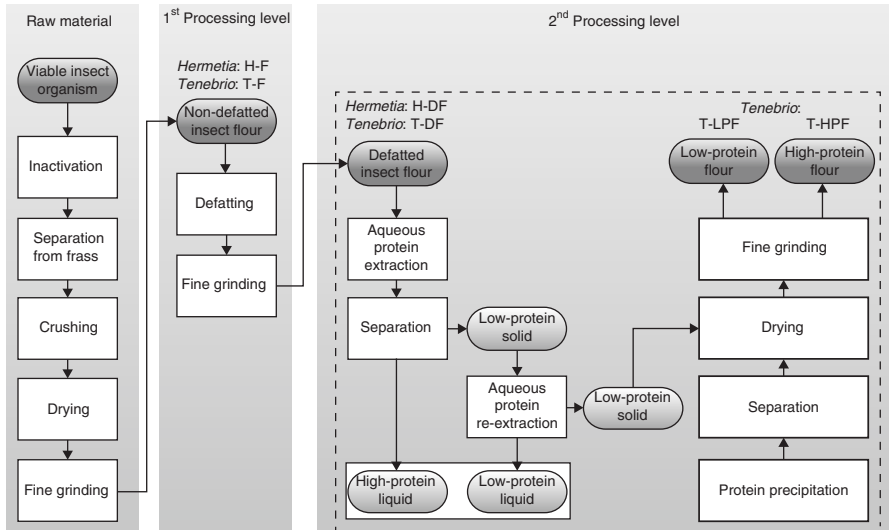 Raw material
Viable insect
organism
Inactivation
Separation
from frass
Crushing
Drying
Fine grinding
1st Processing level
Hermetia: H-F
Tenebrio: T-F
Non-defatted
insect flour
Defatting
Fine grinding
2nd Processing level
Hermetia: H-DF
Tenebrio: T-DF
Defatted
insect flour
Aqueous
protein
extraction
Separation
Low-protein
solid
Aqueous
protein
re-extraction
Low-protein
solid
High-protein
liquid
Low-protein
liquid
Tenebrio:
T-LPF
T-HPF
Low-protein
flour
High-protein
flour
Fine grinding
Drying
Separation
Protein precipitation